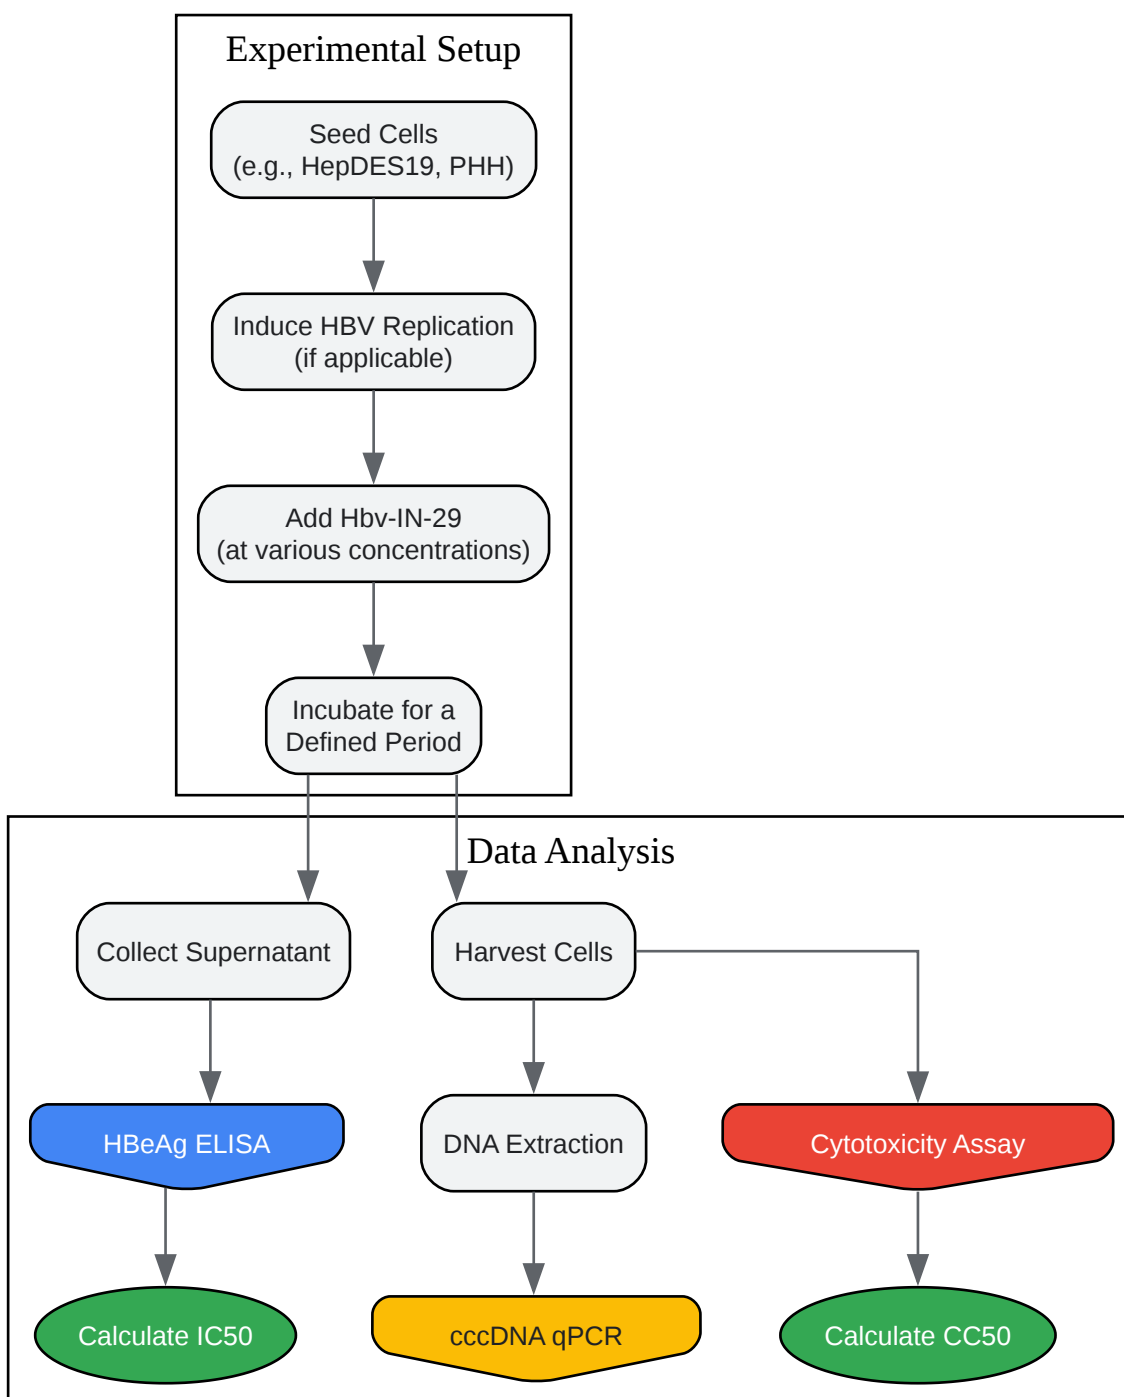 Experimental Setup
Seed Cells
(e.g., HepDES19, PHH)
Induce HBV Replication
(if applicable)
Add Hbv-IN-29
(at various concentrations)
Incubate for a
Defined Period
Data Analysis
Collect Supernatant
Harvest Cells
HBeAg ELISA
DNA Extraction
Cytotoxicity Assay
Calculate IC50
cccDNA qPCR
Calculate CC50